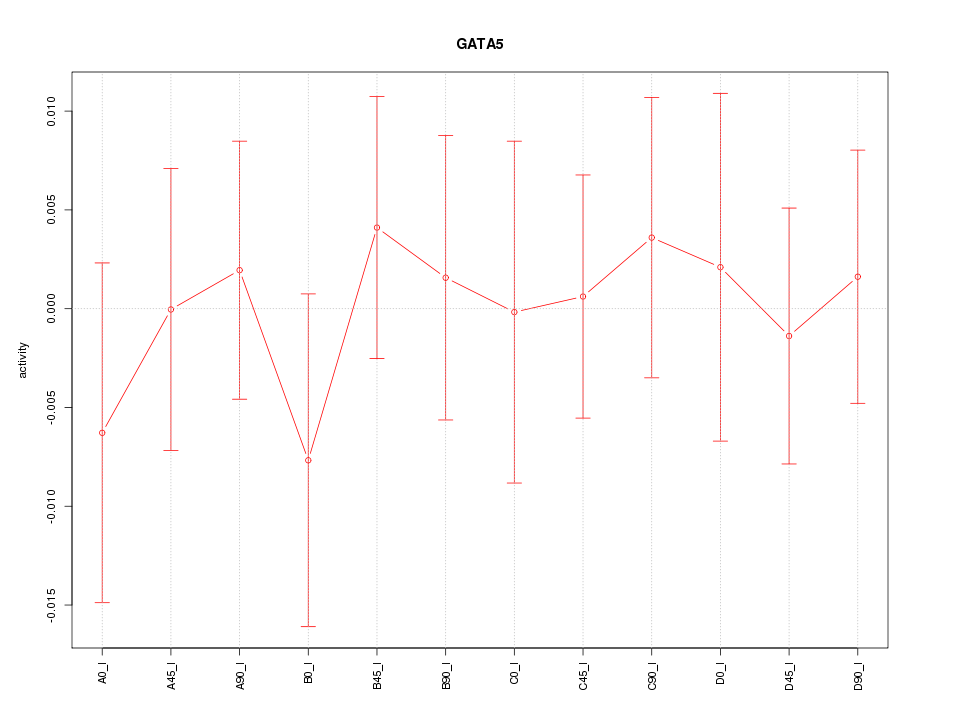 GATA5
activity
0.010
0.005
0.000
-0.005
-0.010
-0.015
A0_I
A45_I
A90_I
B0_I
B45_I
B90_I
C0_I
C45_I
C90_I
D0_I
D45_I
D90_I